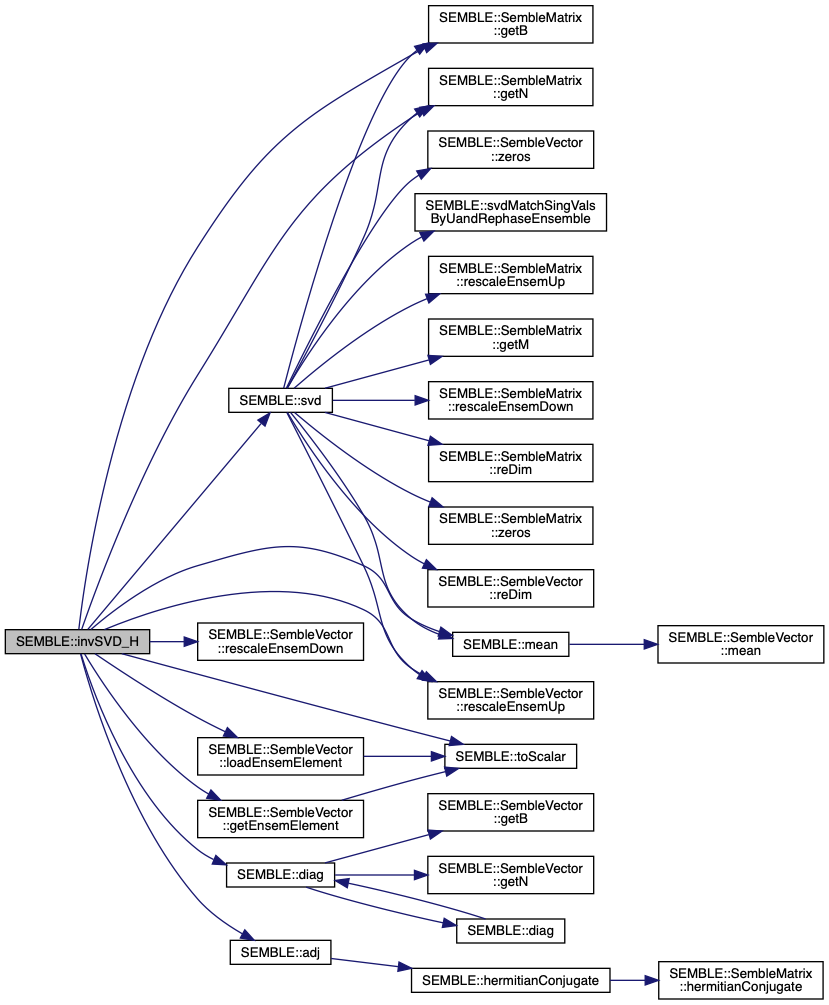 SEMBLE::SembleMatrix
::getB
SEMBLE::SembleMatrix
::getN
SEMBLE::SembleVector
::zeros
SEMBLE::svdMatchSingVals
ByUandRephaseEnsemble
SEMBLE::SembleMatrix
::rescaleEnsemUp
SEMBLE::SembleMatrix
::getM
SEMBLE::svd
SEMBLE::SembleMatrix
::rescaleEnsemDown
SEMBLE::SembleMatrix
::reDim
SEMBLE::SembleMatrix
::zeros
SEMBLE::SembleVector
::reDim
SEMBLE::invSVD_H
SEMBLE::SembleVector
::rescaleEnsemDown
SEMBLE::mean
SEMBLE::SembleVector
::mean
SEMBLE::SembleVector
::rescaleEnsemUp
SEMBLE::SembleVector
::loadEnsemElement
SEMBLE::toScalar
SEMBLE::SembleVector
::getEnsemElement
SEMBLE::SembleVector
::getB
SEMBLE::diag
SEMBLE::SembleVector
::getN
SEMBLE::diag
SEMBLE::adj
SEMBLE::hermitianConjugate
SEMBLE::SembleMatrix
::hermitianConjugate